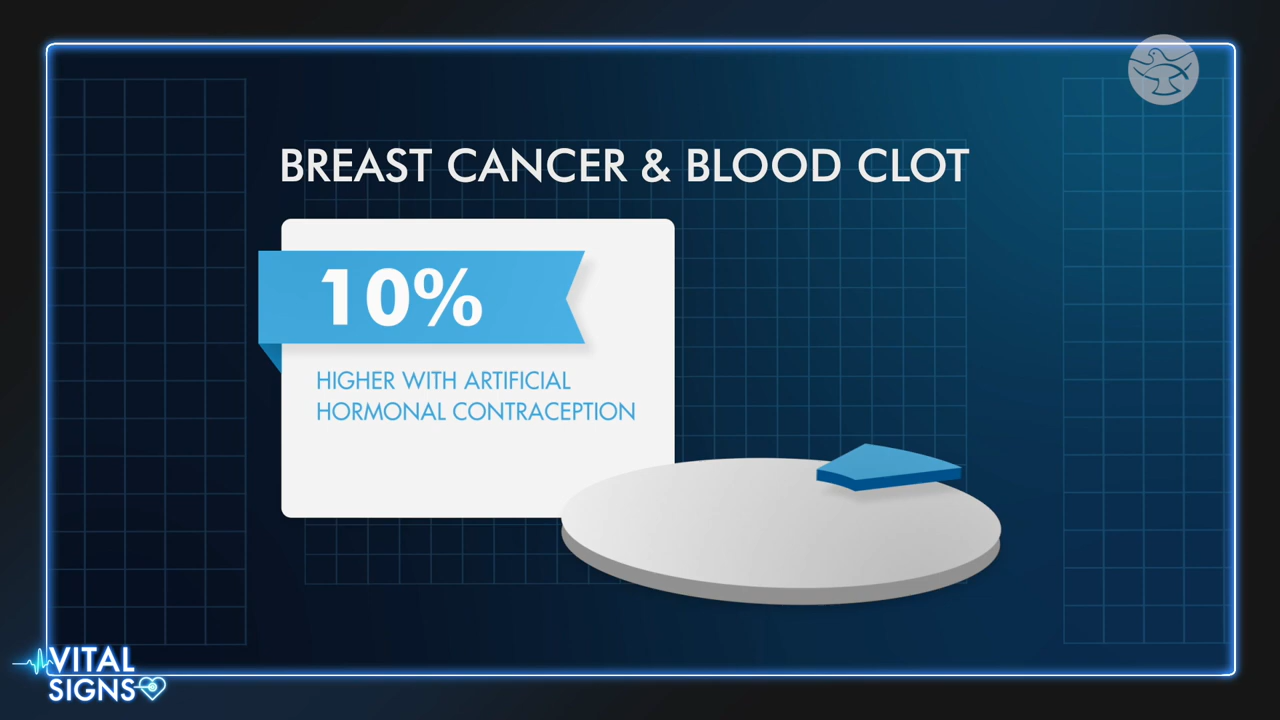 BREAST CANCER & BLOOD CLOT
10%
HIGHER WITH ARTIFICIAL
HORMONAL CONTRACEPTION
VITAL
SIGNS